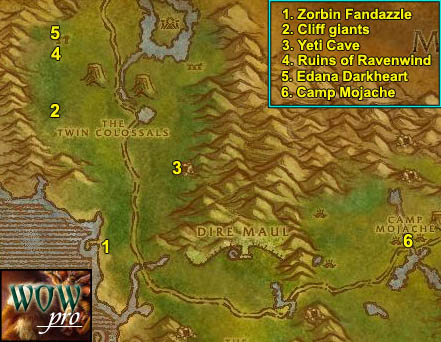 1. Zorbin Fandazzle
2. Cliff giants
3. Yeti Cave
4. Ruins of Ravenwind
5. Edana Darkheart
6. Camp Mojache
M
5
4
2
THE
TWIN COLOSSALS
3
DIRE MAUL
CAMP
MOJACHE
6
1
WOW
pro